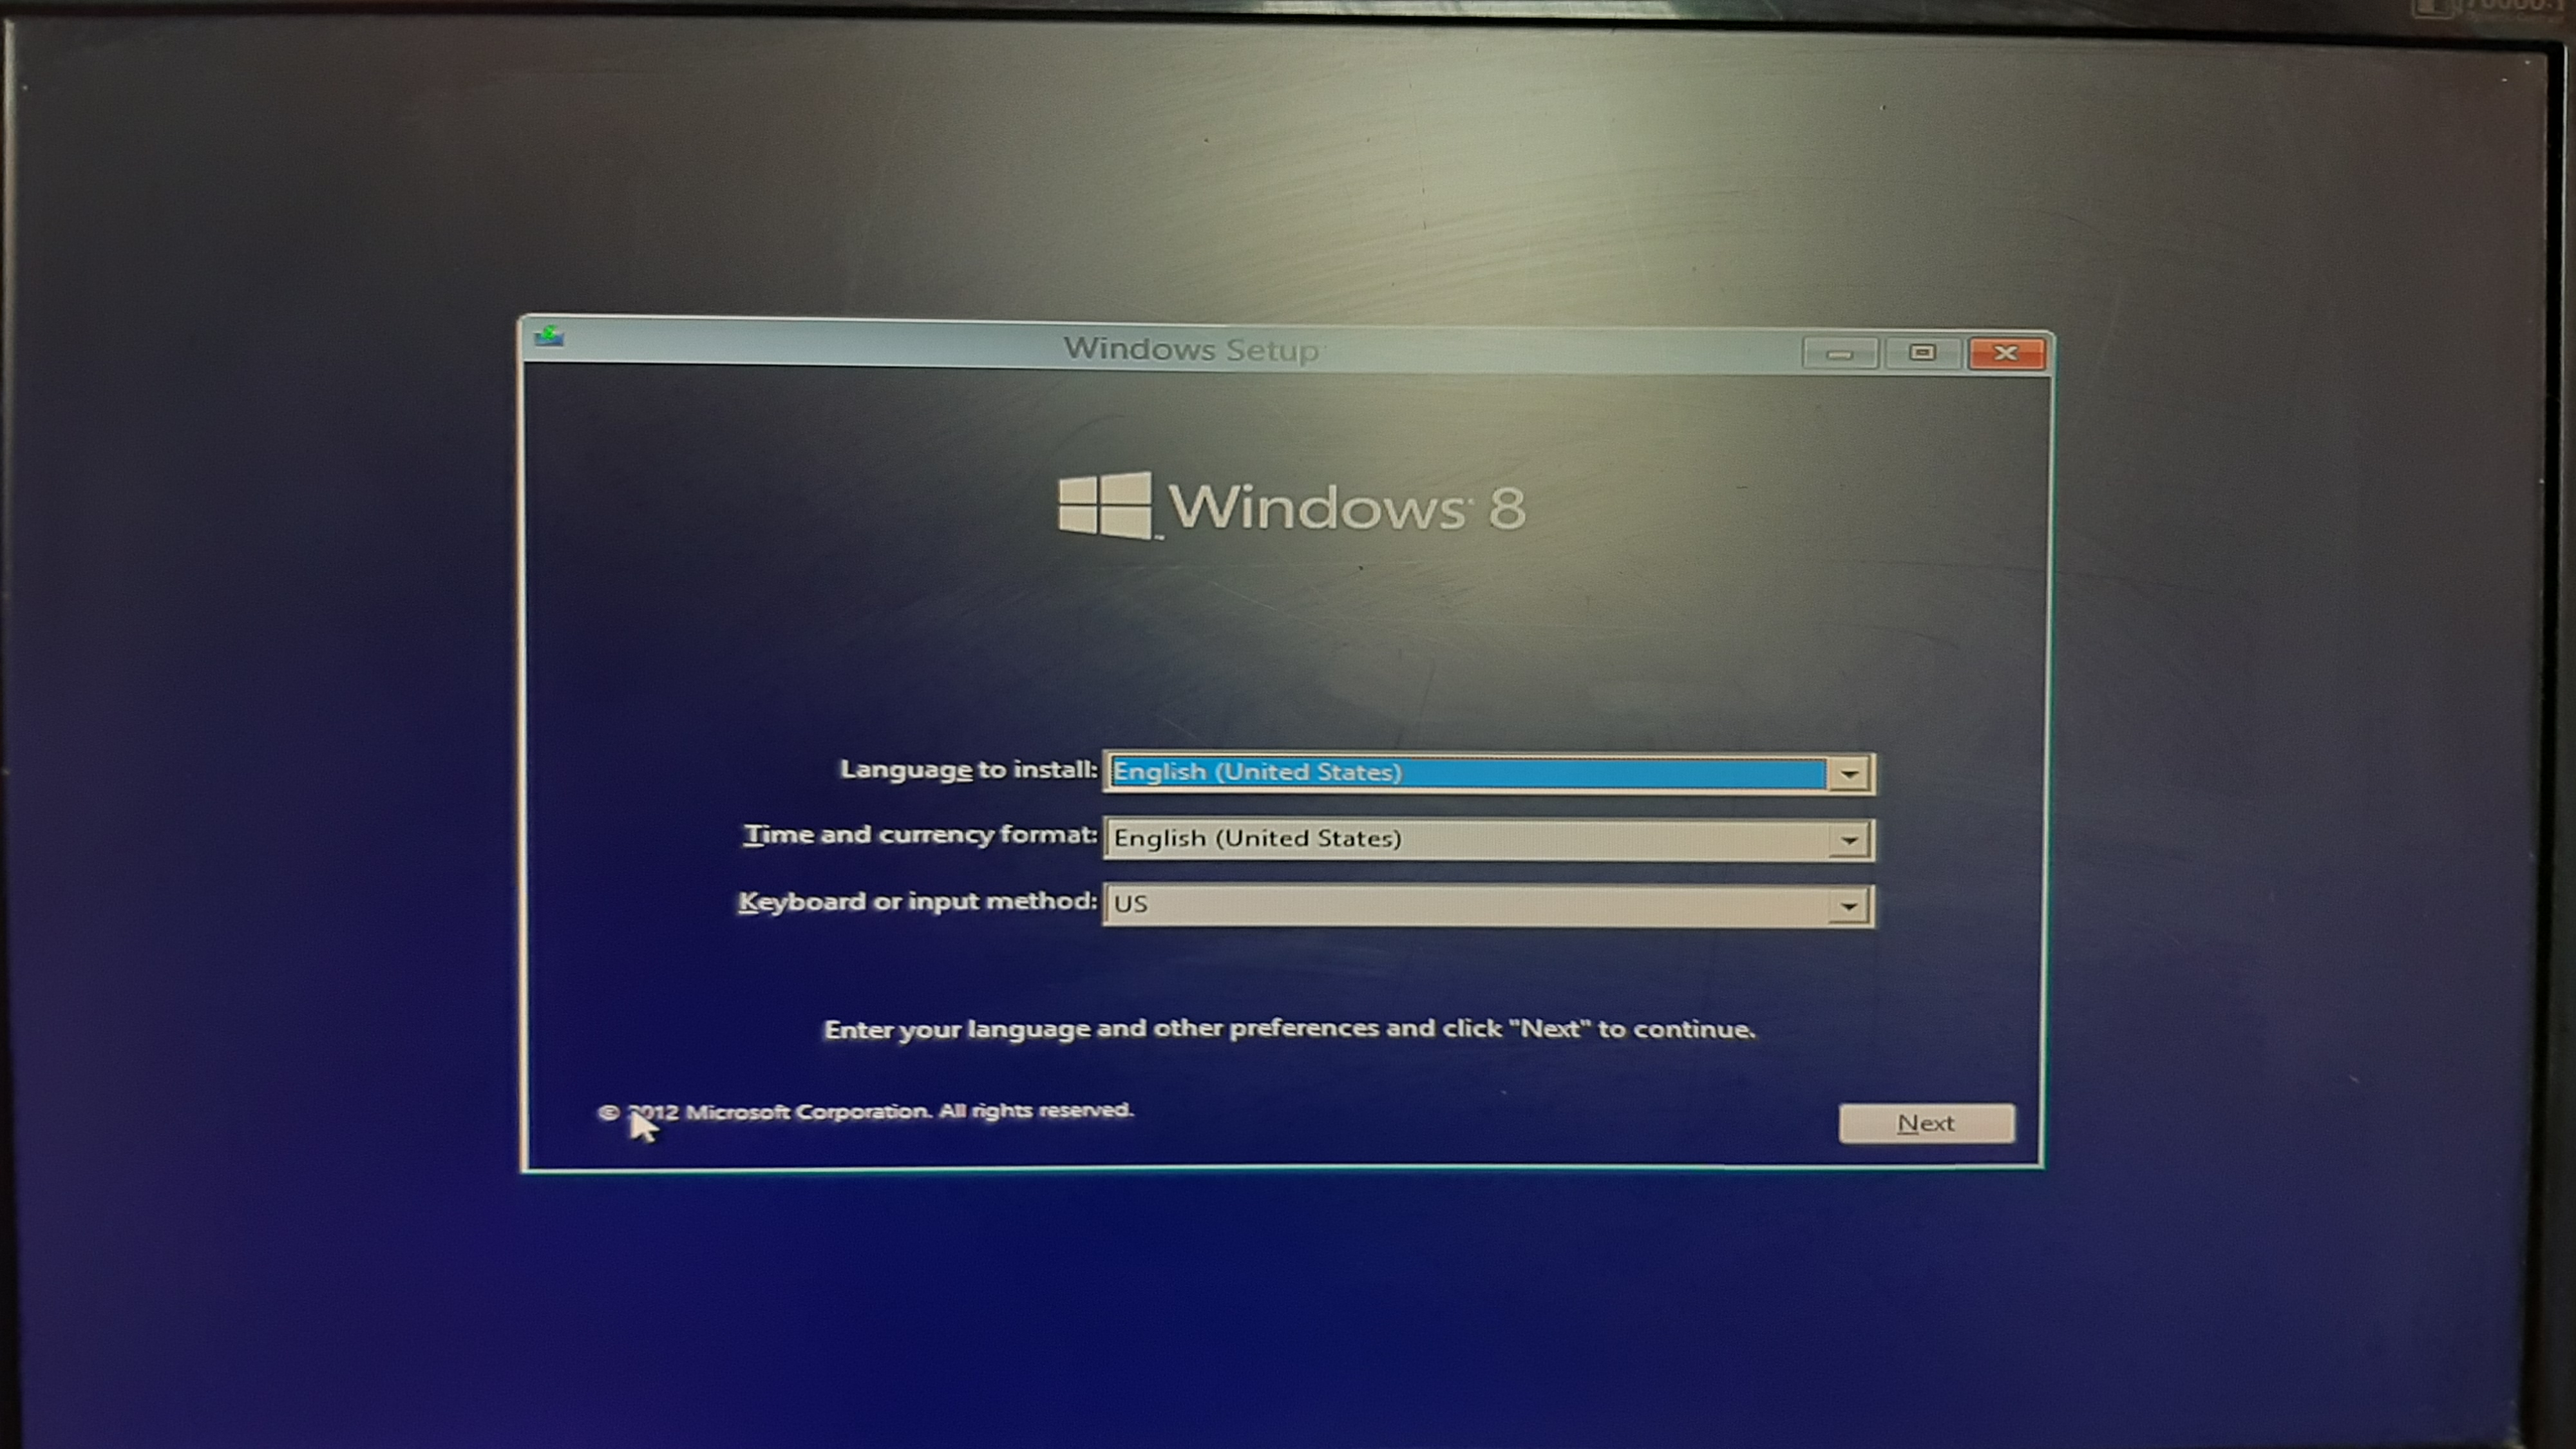 Windows Setup
Windows 8
Language to install: English (United States)
Time and currency format: English (United States)
Keyboard or input method: US
Enter your language and other preferences and click "Next" to continue.
© 2012 Microsoft Corporation. All rights reserved.
Next